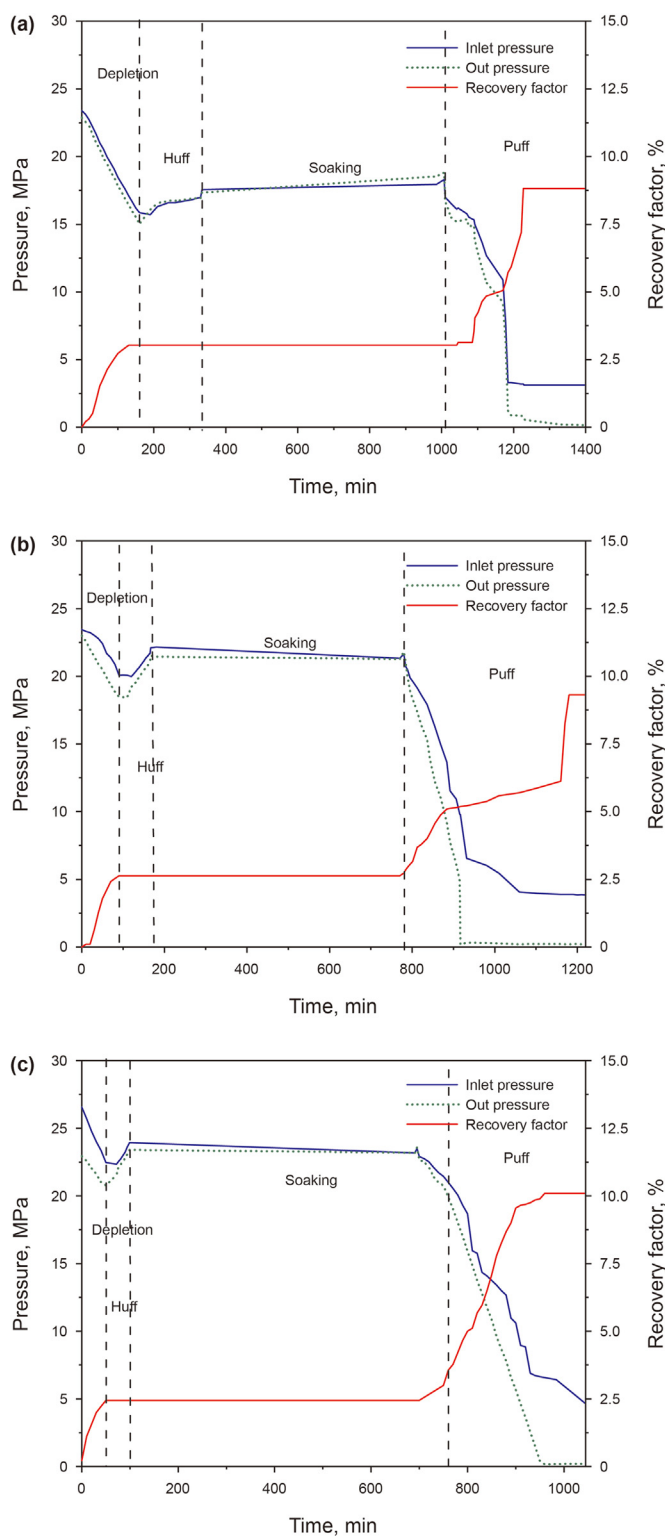 (a)
30
25
20
15
10
5
0
Pressure, MPa
15.0
12.5
10.0
7.5
5.0
2.5
0
Recovery factor, %
Inlet pressure
Out pressure
Recovery factor
Depletion
Huff
Soaking
Puff
0 200 400 600 800 1000 1200 1400
Time, min
(b)
30
25
20
15
10
5
0
Pressure, MPa
15.0
12.5
10.0
7.5
5.0
2.5
0
Recovery factor, %
Inlet pressure
Out pressure
Recovery factor
Depletion
Soaking
Puff
Huff
0 200 400 600 800 1000 1200
Time, min
(c)
30
25
20
15
10
5
0
Pressure, MPa
15.0
12.5
10.0
7.5
5.0
2.5
0
Recovery factor, %
Inlet pressure
Out pressure
Recovery factor
Puff
Soaking
Depletion
Huff
0 200 400 600 800 1000
Time, min